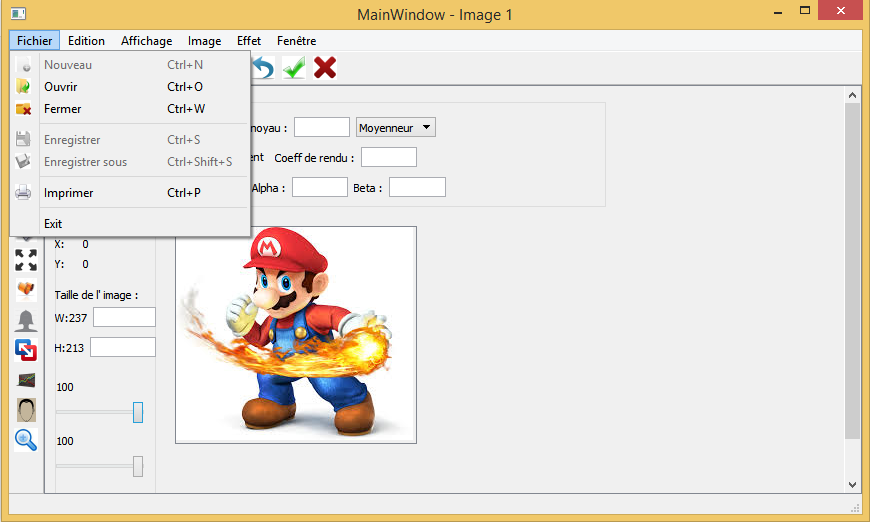 MainWindow - Image 1
Fichier Edition Affichage Image Effet Fenêtre
Nouveau Ctrl+N
Ouvrir Ctrl+O
Fermer Ctrl+W
Enregistrer Ctrl+S
Enregistrer sous Ctrl+Shift+S
Imprimer Ctrl+P
Exit
noyau : Moyenneur
Coeff de rendu :
Alpha : Beta :
X: 0
Y: 0
Taille de l' image :
W:237
H:213
100
100
M